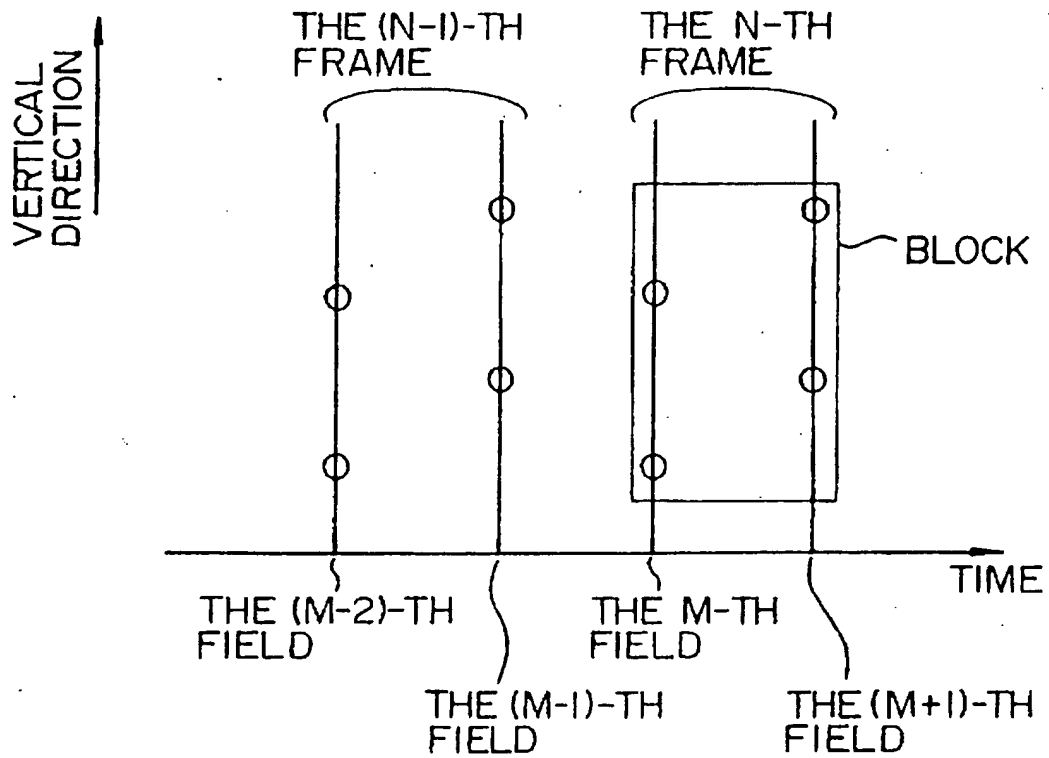 VERTICAL
DIRECTION
THE (N-1)-TH
FRAME
THE N-TH
FRAME
BLOCK
TIME
THE (M-2)-TH
FIELD
THE M-TH
FIELD
THE (M-1)-TH
FIELD
THE (M+1)-TH
FIELD